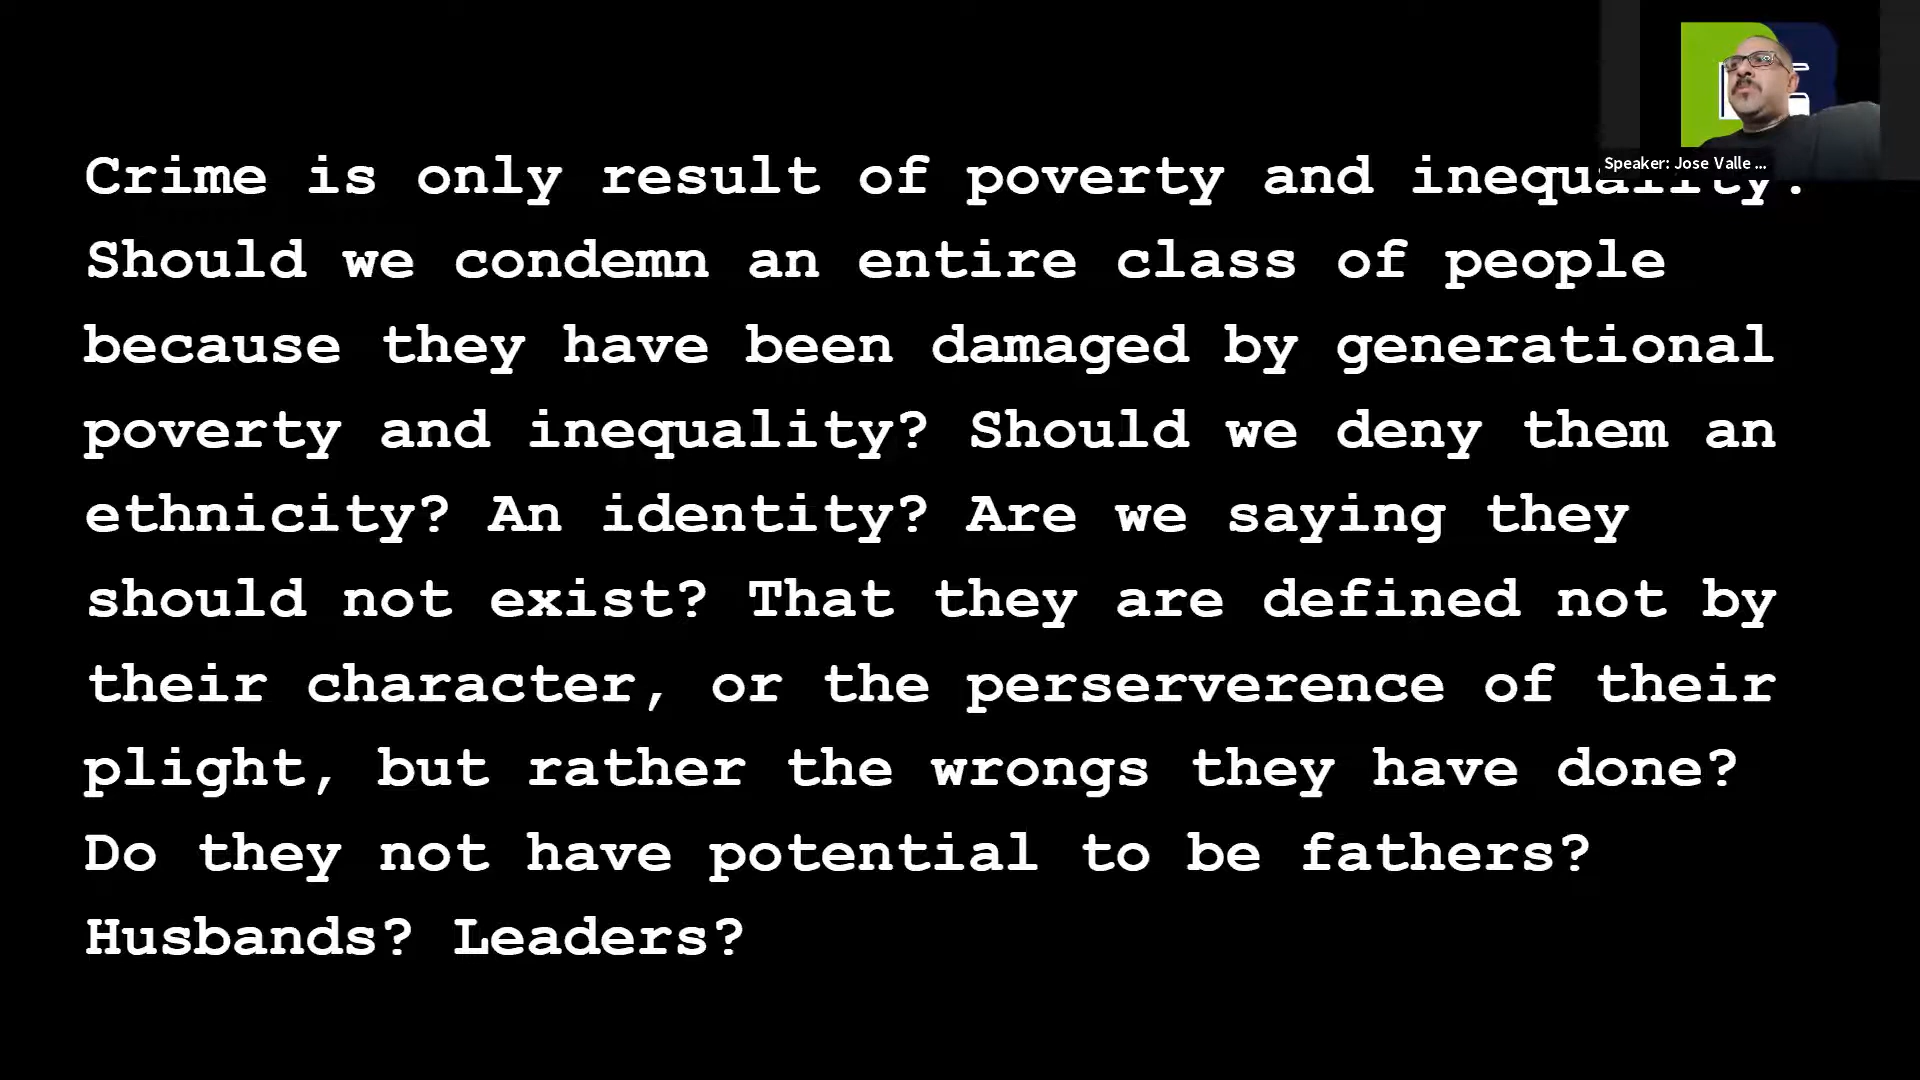 Speaker: Jose Valle ...
Crime is only result of poverty and inequality.
Should we condemn an entire class of people
because they have been damaged by generational
poverty and inequality? Should we deny them an
ethnicity? An identity? Are we saying they
should not exist? That they are defined not by
their character, or the perserverence of their
plight, but rather the wrongs they have done?
Do they not have potential to be fathers?
Husbands? Leaders?